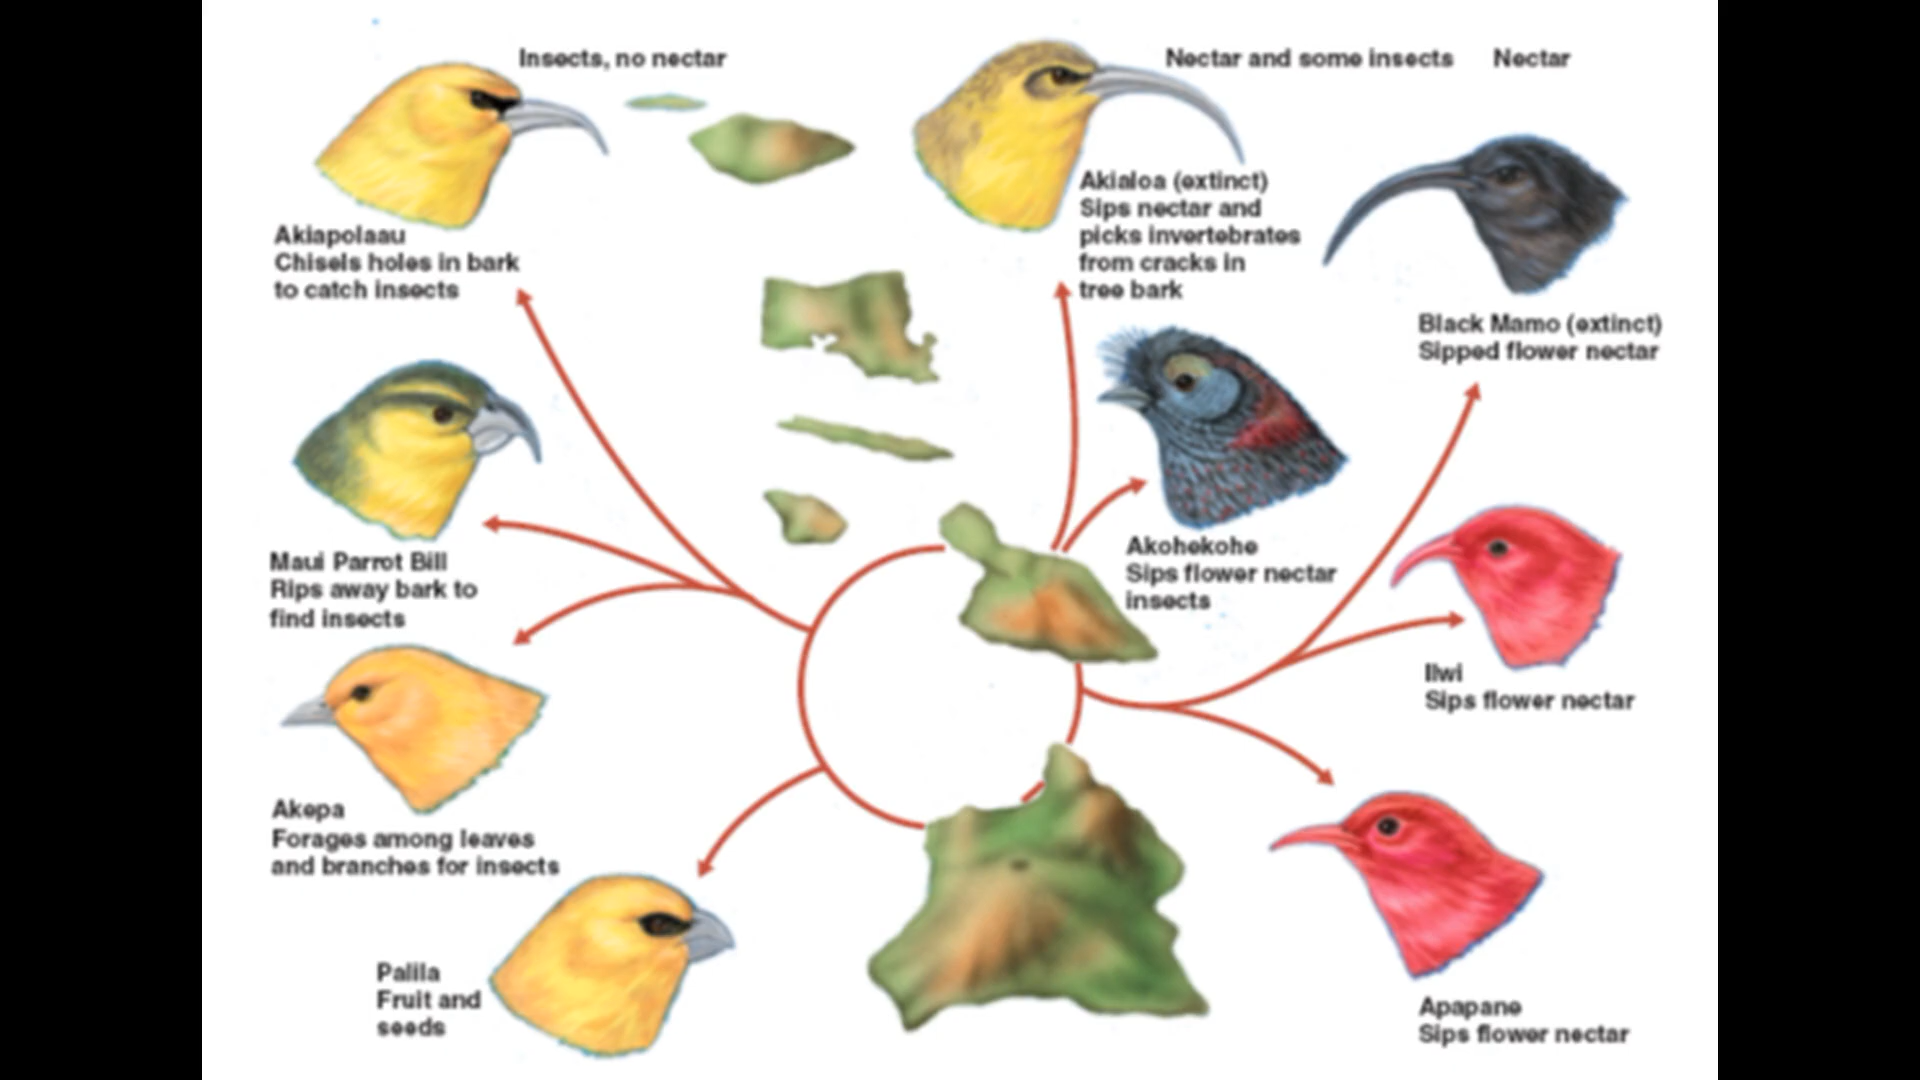 Insects, no nectar
Nectar and some insects
Nectar
Akiapolaau
Chisels holes in bark
to catch insects
Akialoa (extinct)
Sips nectar and
picks invertebrates
from cracks in
tree bark
Black Mamo (extinct)
Sipped flower nectar
Maui Parrot Bill
Rips away bark to
find insects
Akohekohe
Sips flower nectar
insects
IIwi
Sips flower nectar
Akepa
Forages among leaves
and branches for insects
Palila
Fruit and
seeds
Apapane
Sips flower nectar